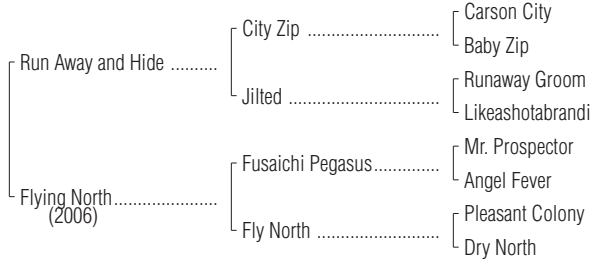 Carson City
City Zip ....................................
Baby Zip
Run Away and Hide ..........
Runaway Groom
Jilted .........................................
Likeashotabrandi
Mr. Prospector
Fusaichi Pegasus................
Angel Fever
Flying North......................
(2006)
Pleasant Colony
Fly North ..................................
Dry North